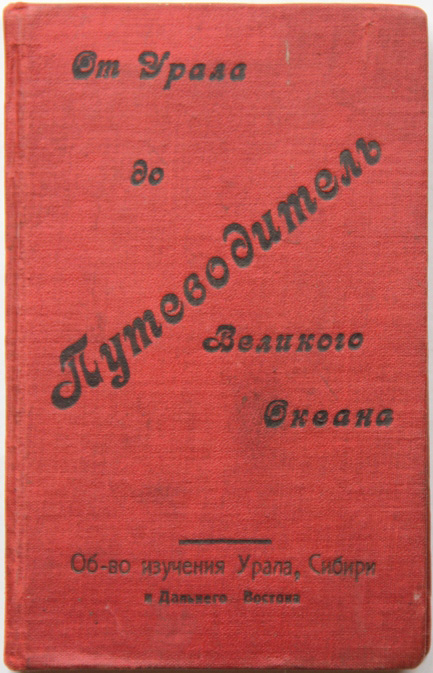 От Урала
до
Путеводитель
Великого
Океана
Об-во изучения Урала, Сибири
и Дальнего Востока